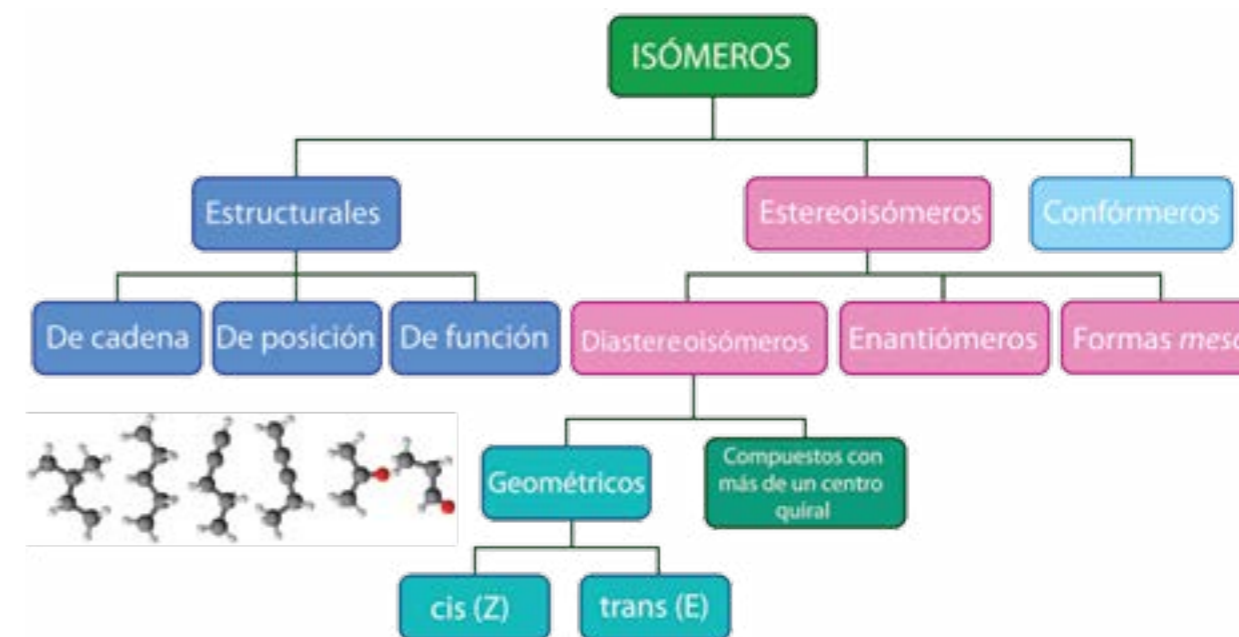 ISÓMEROS
Estructurales
Estereoisómeros
Confórmeros
De cadena
De posición
De función
Diastereoisómeros
Enantiómeros
Formas meso
Geométricos
Compuestos con
más de un centro
quiral
cis (Z)
trans (E)